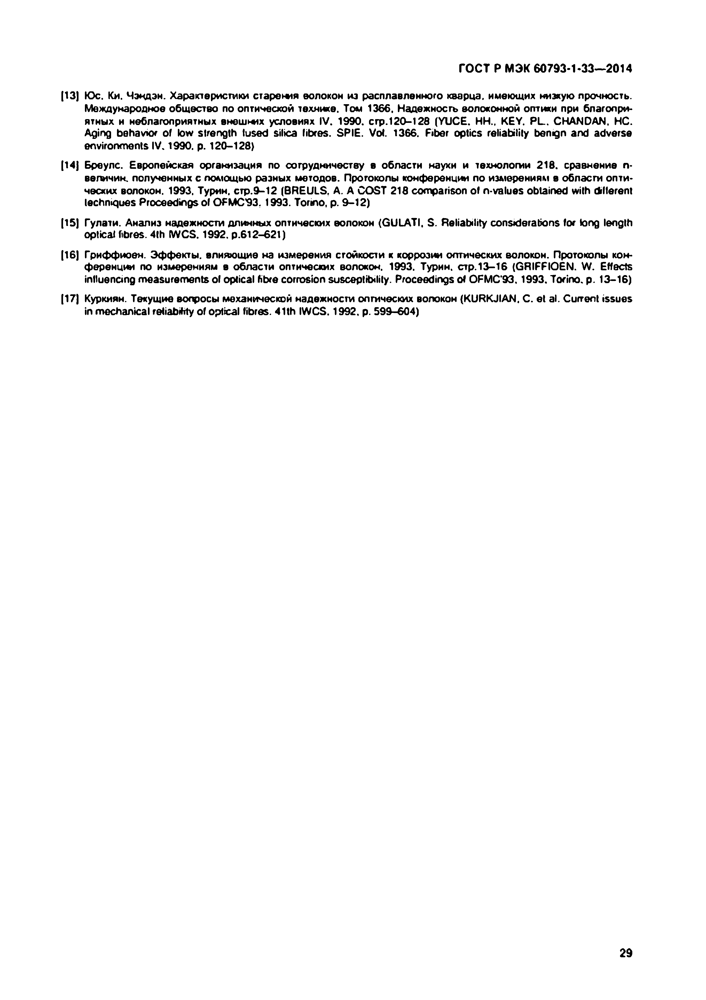 ГОСТ Р МЭК 60793-1-33—2014
[13] Юс, Ки, Чэндэн. Характеристики старения волокон из расплавленного кварца, имеющих низкую прочность.
Международное общество по оптической технике, Том 1366, Надежность волоконной оптики при благопри-
ятных и неблагоприятных внешних условиях IV, 1990, стр.120–128 (YUCE, HH., KEY, PL., CHANDAN, HC.
Aging behavior of low strength fused silica fibres. SPIE. Vol. 1366, Fiber optics reliability benign and adverse
environments IV, 1990, p. 120–128)
[14] Бреулс. Европейская организация по сотрудничеству в области науки и технологии 218, сравнение n-
величин, полученных с помощью разных методов. Протоколы конференции по измерениям в области опти-
ческих волокон, 1993, Турин, стр.9–12 (BREULS, A. A COST 218 comparison of n-values obtained with different
techniques Proceedings of OFMC'93, 1993. Torino, p. 9–12)
[15] Гулати. Анализ надежности длинных оптических волокон (GULATI, S. Reliability considerations for long length
optical fibres. 4th IWCS, 1992, p.612–621)
[16] Гриффиоен. Эффекты, влияющие на измерения стойкости к коррозии оптических волокон. Протоколы кон-
ференции по измерениям в области оптических волокон, 1993, Турин, стр.13–16 (GRIFFIOEN, W. Effects
influencing measurements of optical fibre corrosion susceptibility. Proceedings of OFMC'93, 1993, Torino, p. 13–16)
[17] Куркиян. Текущие вопросы механической надежности оптических волокон (KURKJIAN, C. et al. Current issues
in mechanical reliability of optical fibres. 41th IWCS, 1992, p. 599–604)
29